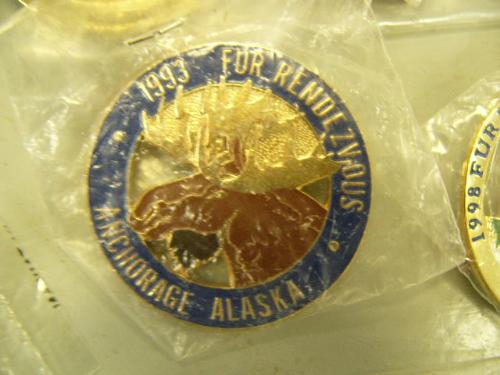 1993 FUR RENDEZVOUS
ANCHORAGE ALASKA
1998 FUR